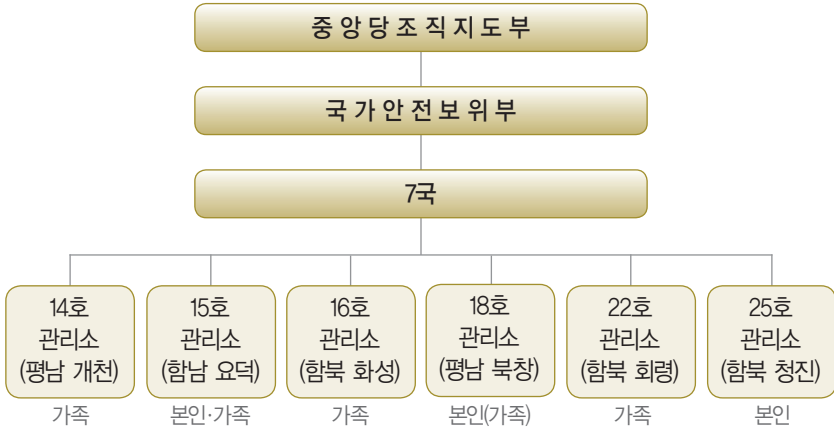 중앙당조직지도부
국가안전보위부
7국
14호
관리소
(평남 개천)
가족
15호
관리소
(함남 요덕)
본인·가족
16호
관리소
(함북 화성)
가족
18호
관리소
(평남 북창)
본인(가족)
22호
관리소
(함북 회령)
가족
25호
관리소
(함북 청진)
본인